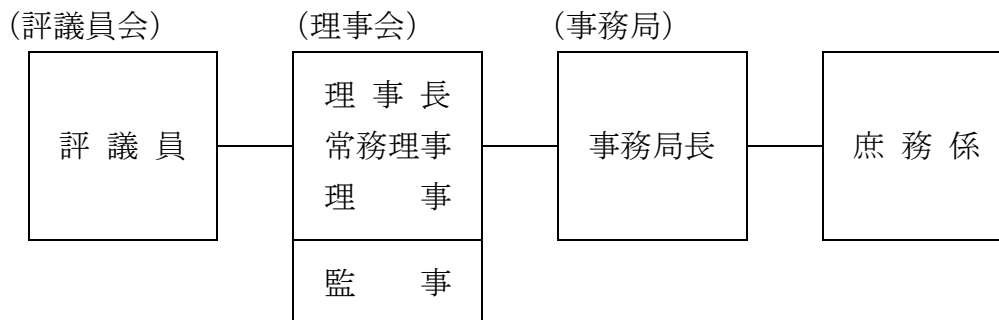 (評議員会) (理事会) (事務局)
評 議 員
理 事 長
常務理事
理 事
監 事
事務局長
庶 務 係